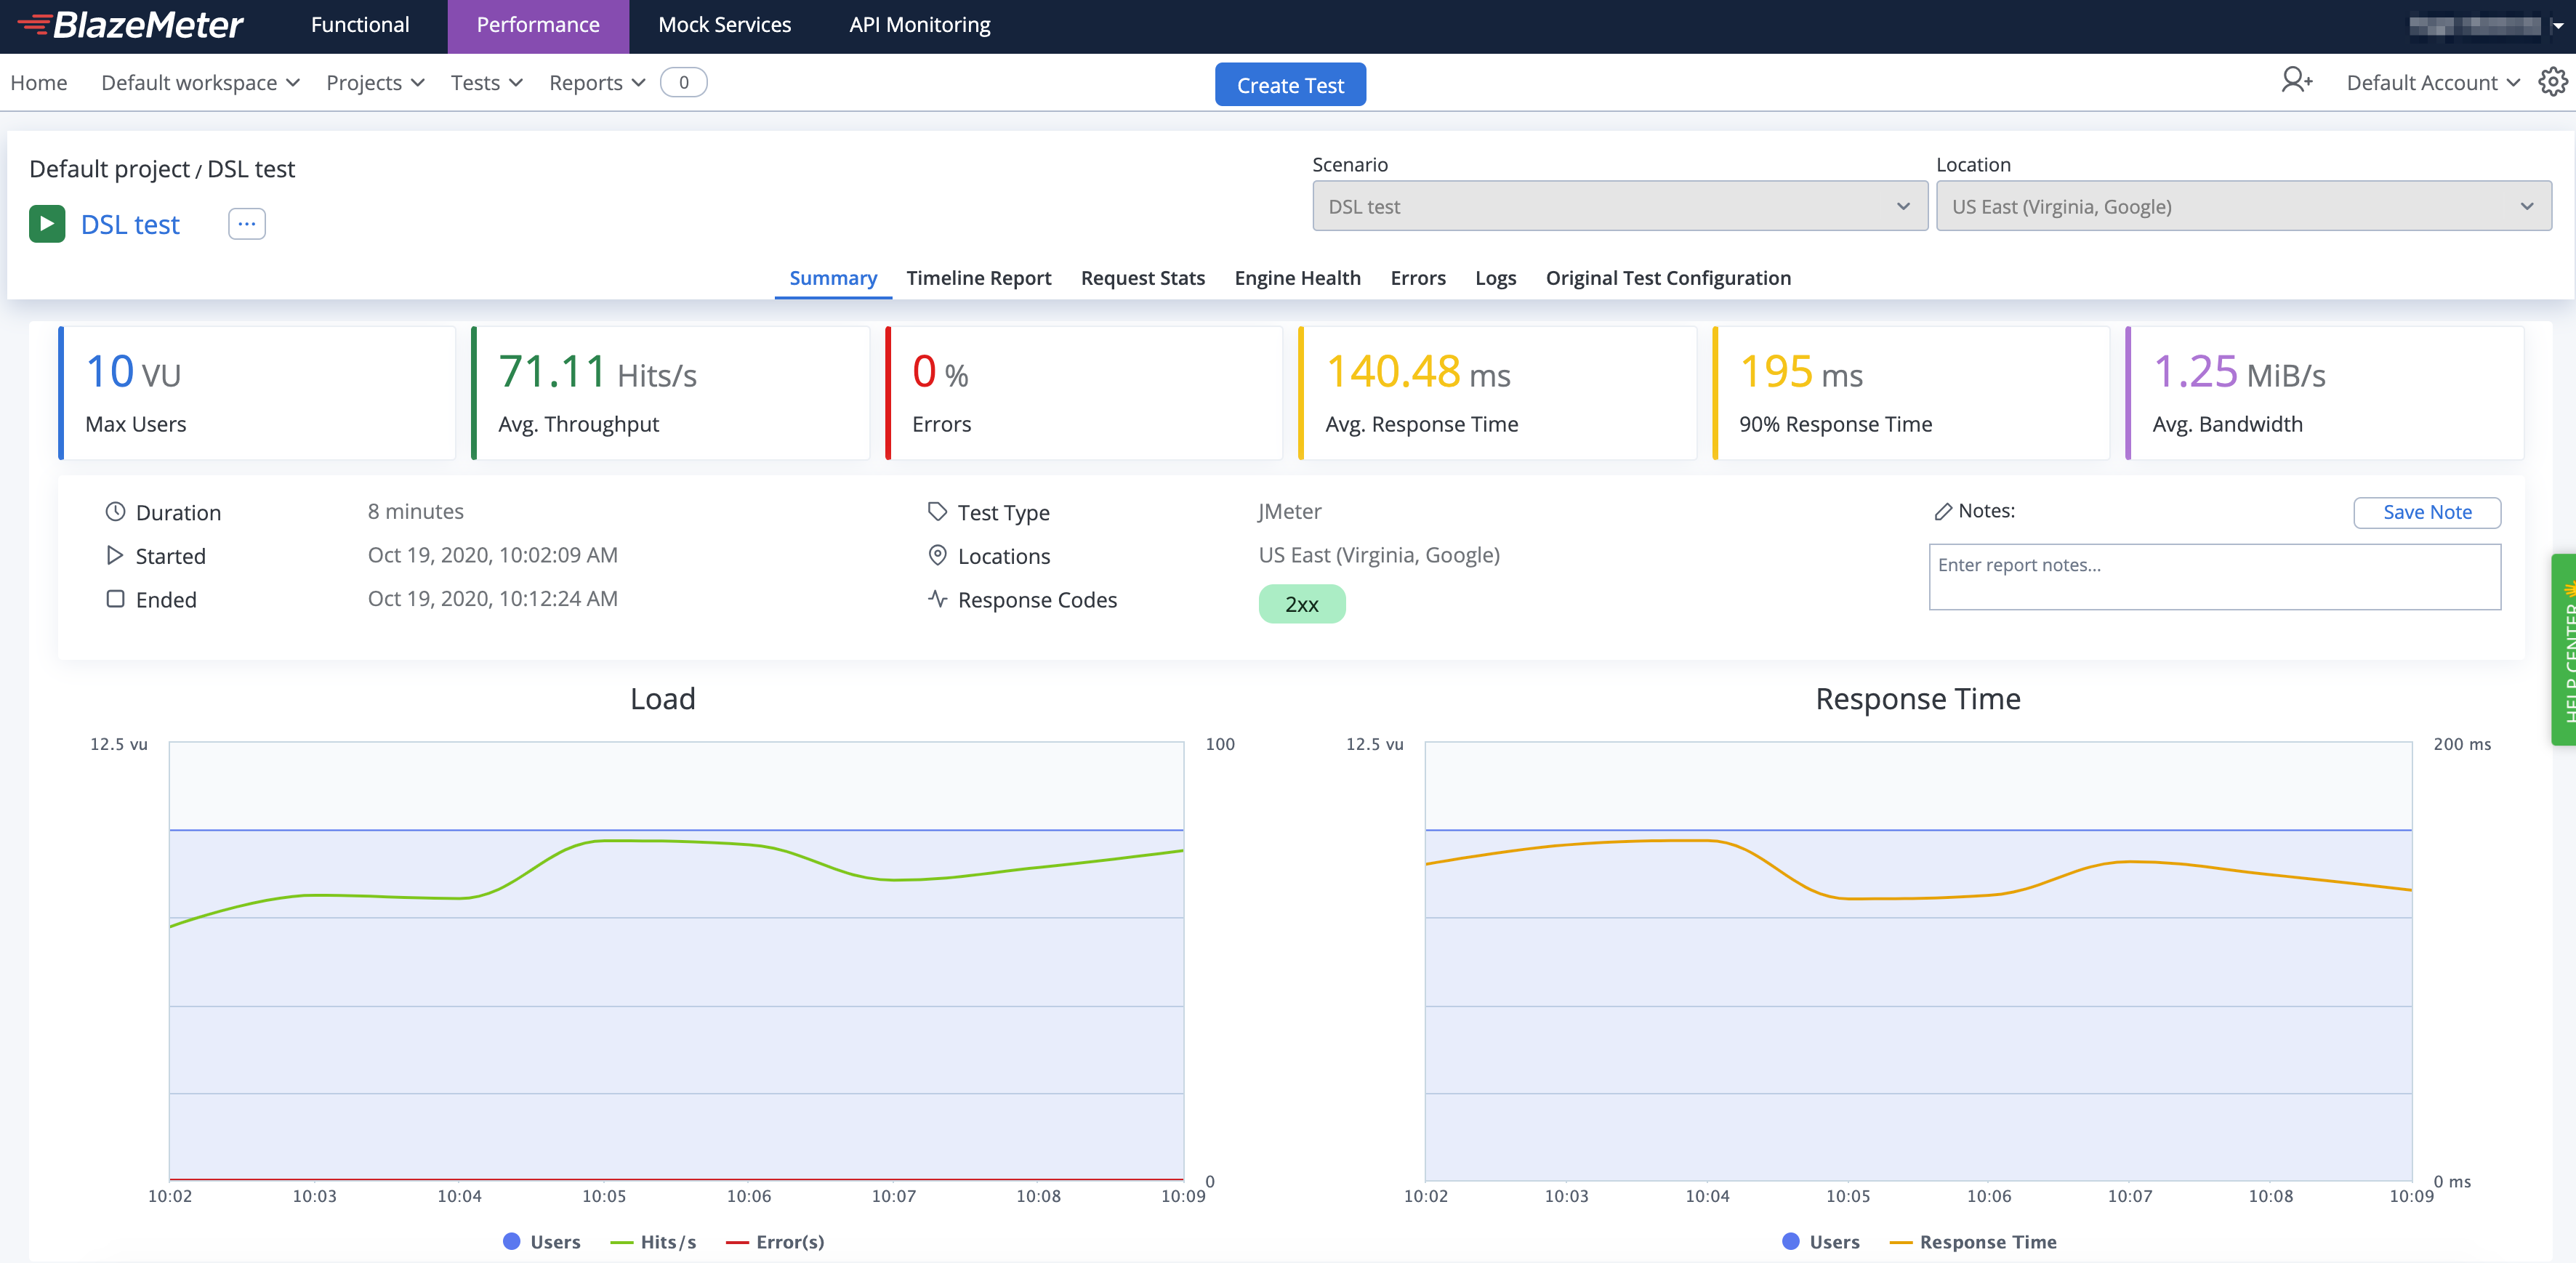 BlazeMeter Functional Performance Mock Services API Monitoring
Home Default workspace Projects Tests Reports 0 Create Test Default Account
Default project / DSL test
Scenario Location
DSL test ... DSL test US East (Virginia, Google)
Summary Timeline Report Request Stats Engine Health Errors Logs Original Test Configuration
10 VU 71.11 Hits/s 0 % 140.48 ms 195 ms 1.25 MiB/s
Max Users Avg. Throughput Errors Avg. Response Time 90% Response Time Avg. Bandwidth
Duration 8 minutes Test Type JMeter Notes: Save Note
Started Oct 19, 2020, 10:02:09 AM Locations US East (Virginia, Google) Enter report notes...
Ended Oct 19, 2020, 10:12:24 AM Response Codes 2xx
HELP CENTER
Load Response Time
12.5 vu 100 12.5 vu 200 ms
0 0 ms
10:02 10:03 10:04 10:05 10:06 10:07 10:08 10:09 10:02 10:03 10:04 10:05 10:06 10:07 10:08 10:09
Users Hits/s Error(s) Users Response Time